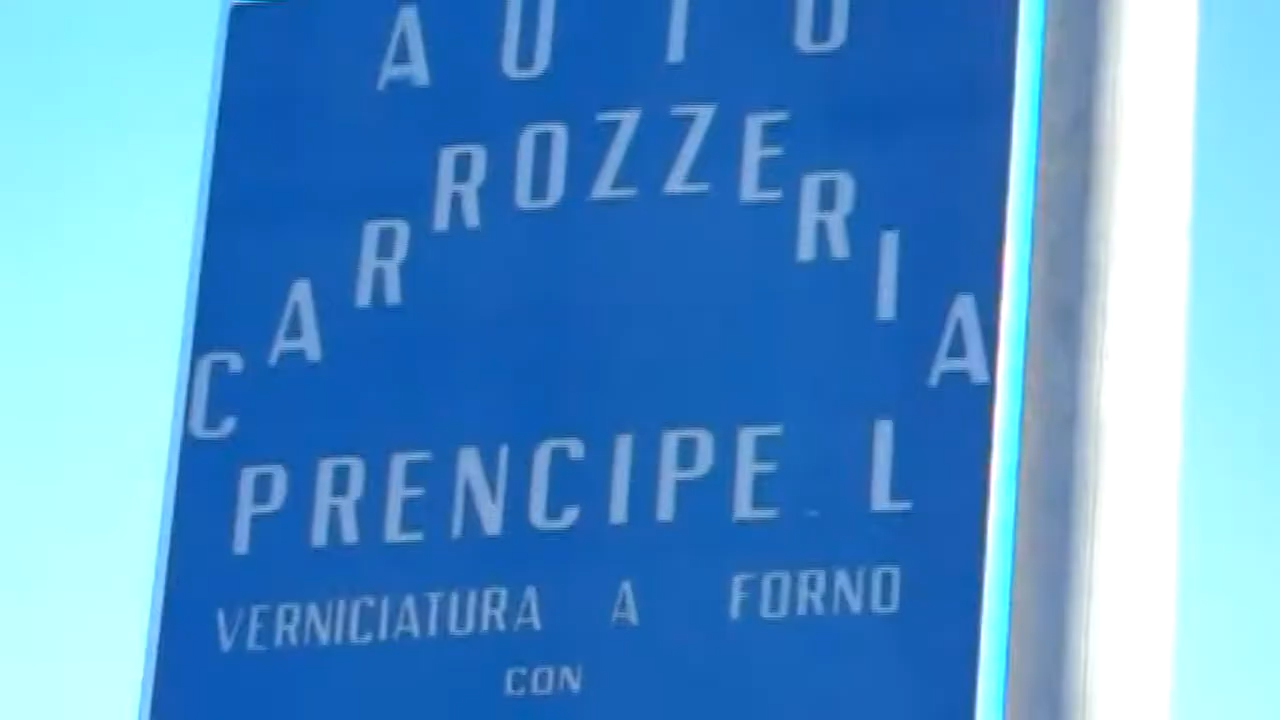 AUTO
CARROZZERIA
PRENCIPE L
VERNICIATURA A FORNO
CON